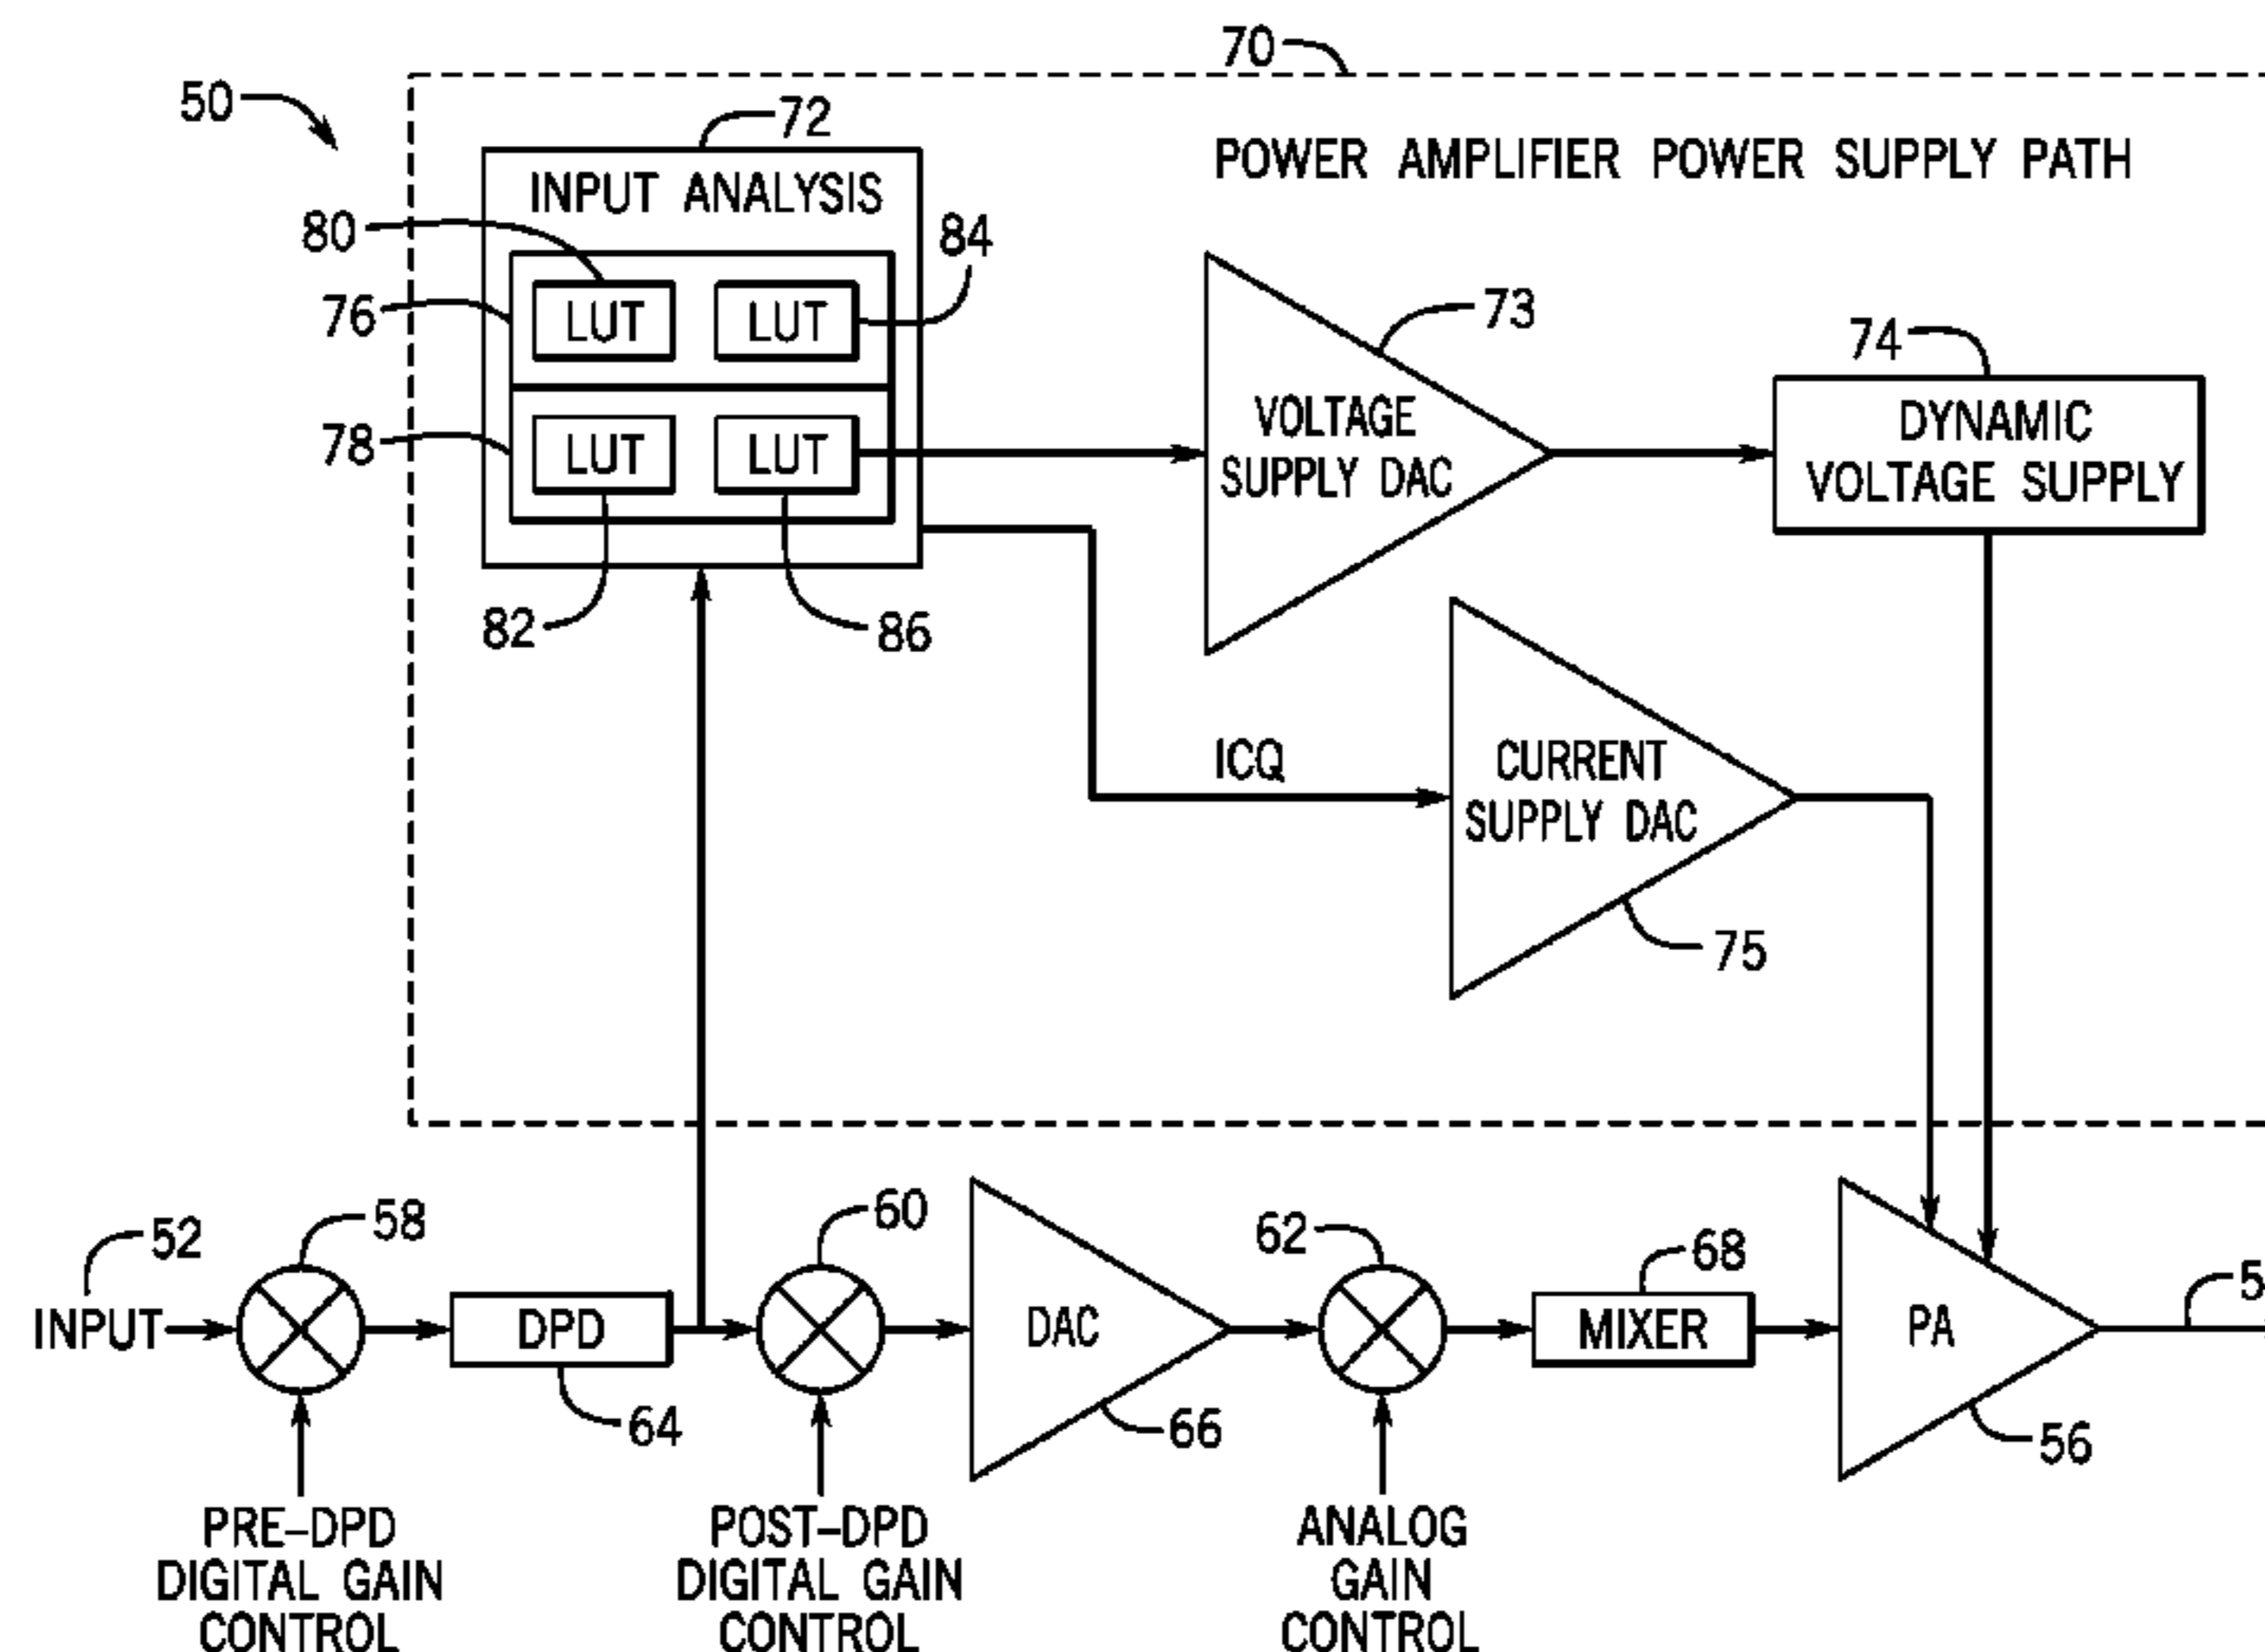 70
50
72
POWER AMPLIFIER POWER SUPPLY PATH
INPUT ANALYSIS
80
84
76
LUT
LUT
73
74
78
LUT
LUT
VOLTAGE
SUPPLY DAC
DYNAMIC
VOLTAGE SUPPLY
82
86
ICQ
CURRENT
SUPPLY DAC
75
52
58
60
62
68
INPUT
DPD
DAC
MIXER
PA
64
66
56
PRE–DPD
DIGITAL GAIN
CONTROL
POST–DPD
DIGITAL GAIN
CONTROL
ANALOG
GAIN
CONTROL